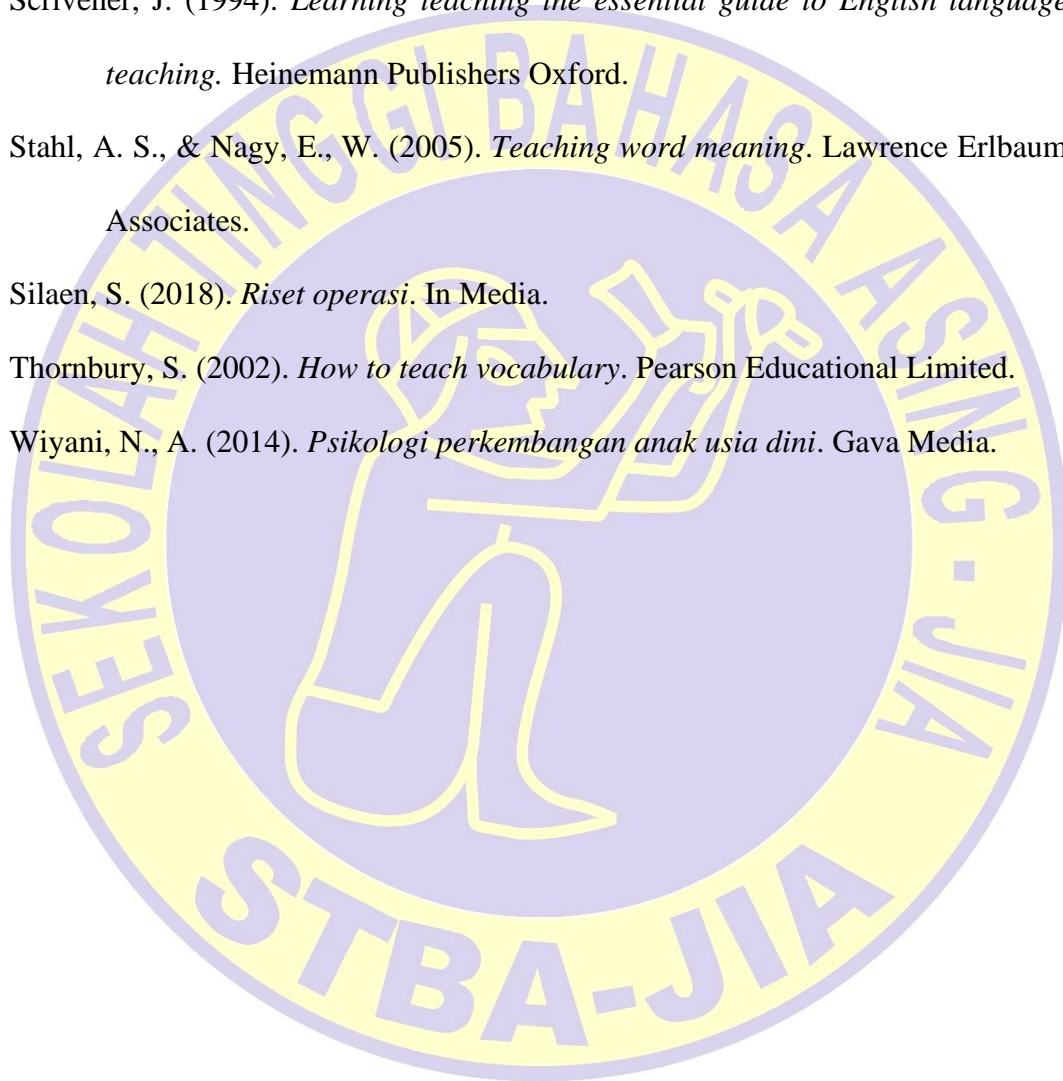 Scrivener, J. (1994). Learning teaching the essential guide to English language
teaching. Heinemann Publishers Oxford.
Stahl, A. S., & Nagy, E., W. (2005). Teaching word meaning. Lawrence Erlbaum
Associates.
Silaen, S. (2018). Riset operasi. In Media.
Thornbury, S. (2002). How to teach vocabulary. Pearson Educational Limited.
Wiyani, N., A. (2014). Psikologi perkembangan anak usia dini. Gava Media.
SEKOLAH TINGGI BAHASA ASING - JIA
STBA-JIA